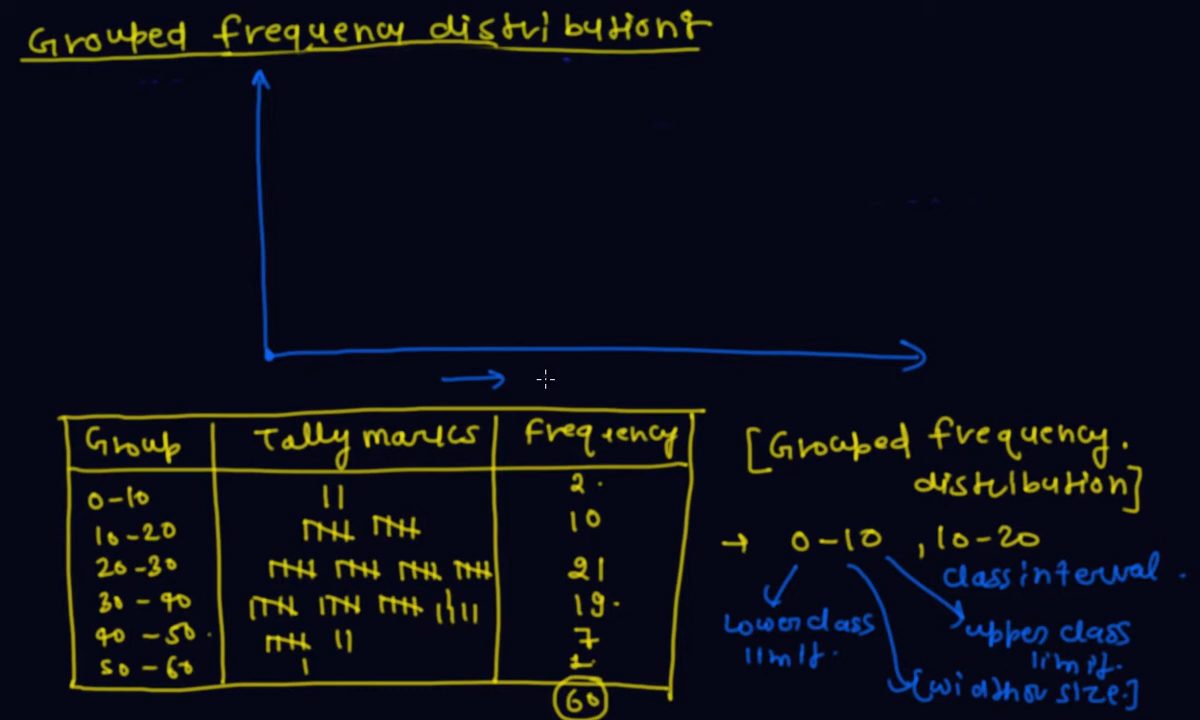 Grouped frequency distribution:
Group Tally marks Frequency
0-10 || 2
10-20 10
20-30 21
30-40 19
40-50 || 7
50-60 | 1
60
[Grouped frequency.
distribution]
→ 0-10, 10-20
class interval
Lower class
limit.
upper class
limit.
[width or size.]